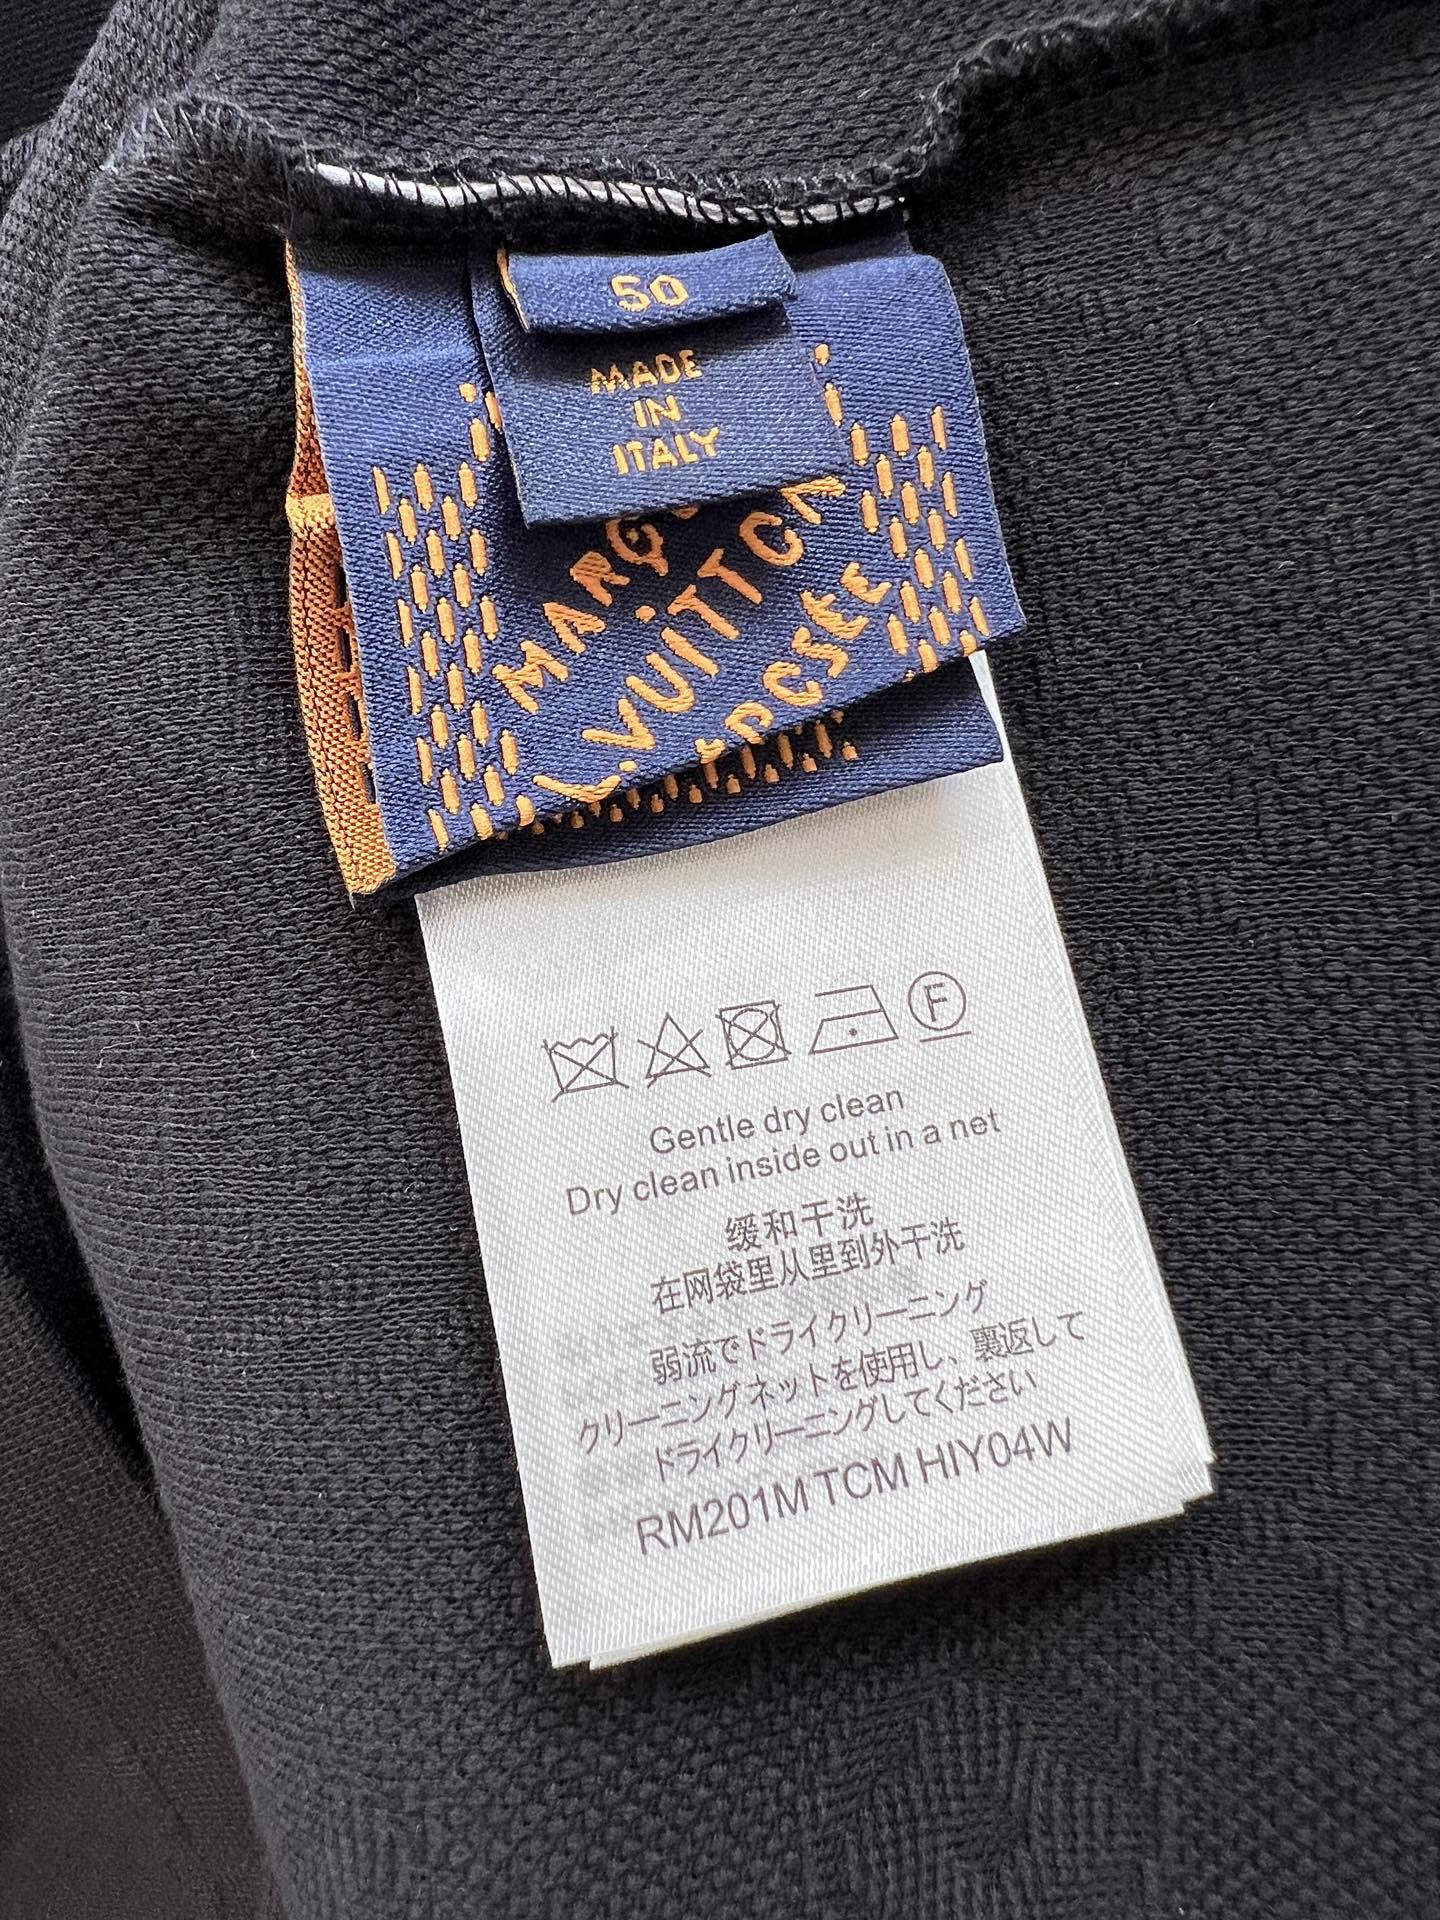 50
MADE
IN
ITALY
L.VUITTON
F
Gentle dry clean
Dry clean inside out in a net
缓和干洗
在网袋里从里到外干洗
弱流でドライクリーニング
クリーニングネットを使用し、裏返して
ドライクリーニングしてください
RM201M TCM HIY04W